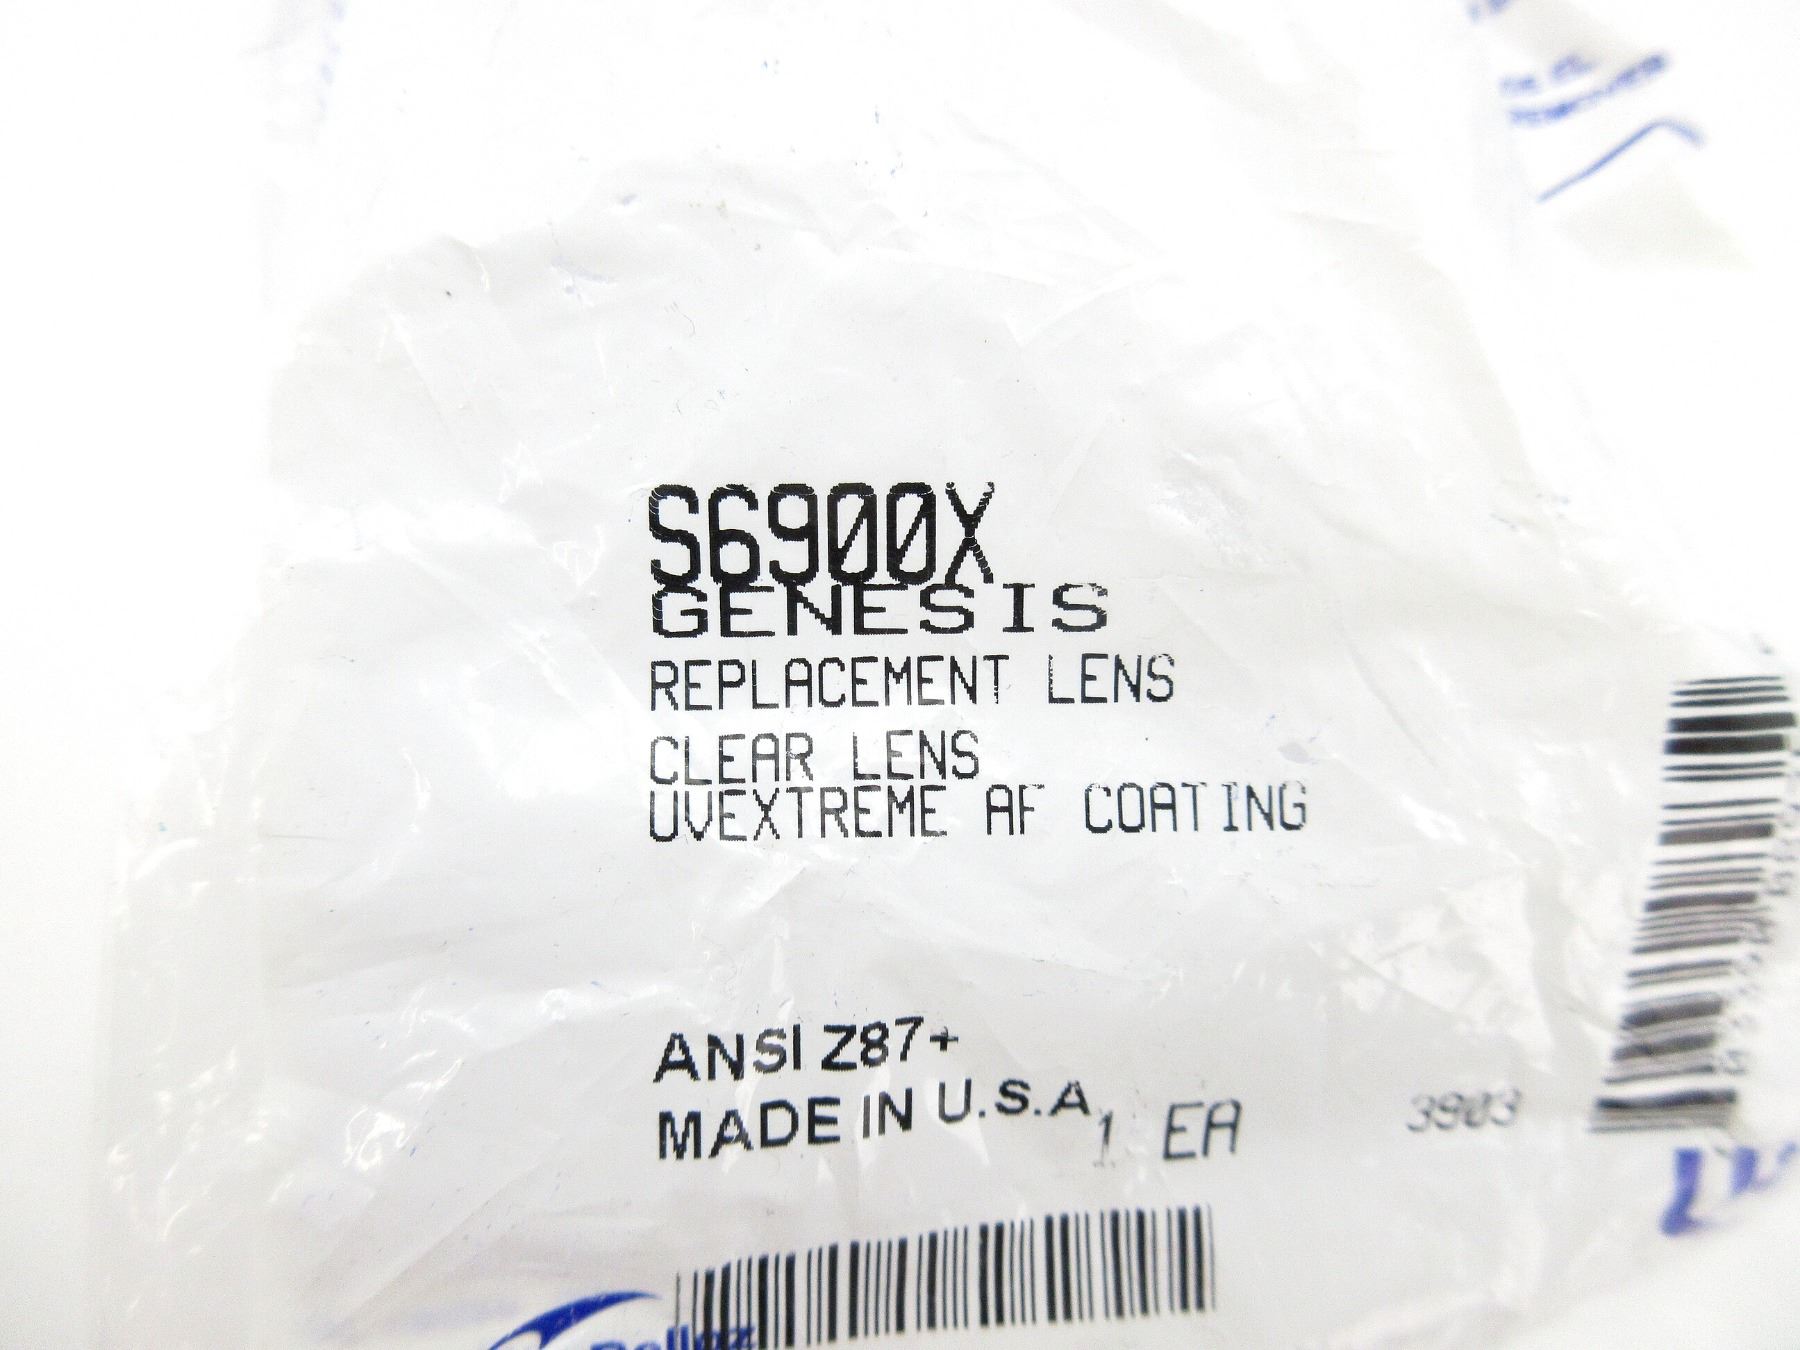 S6900X
GENESIS
REPLACEMENT LENS
CLEAR LENS
UVEXTREME AF COATING
ANSI Z87+
MADE IN U.S.A.
1 EA
3903